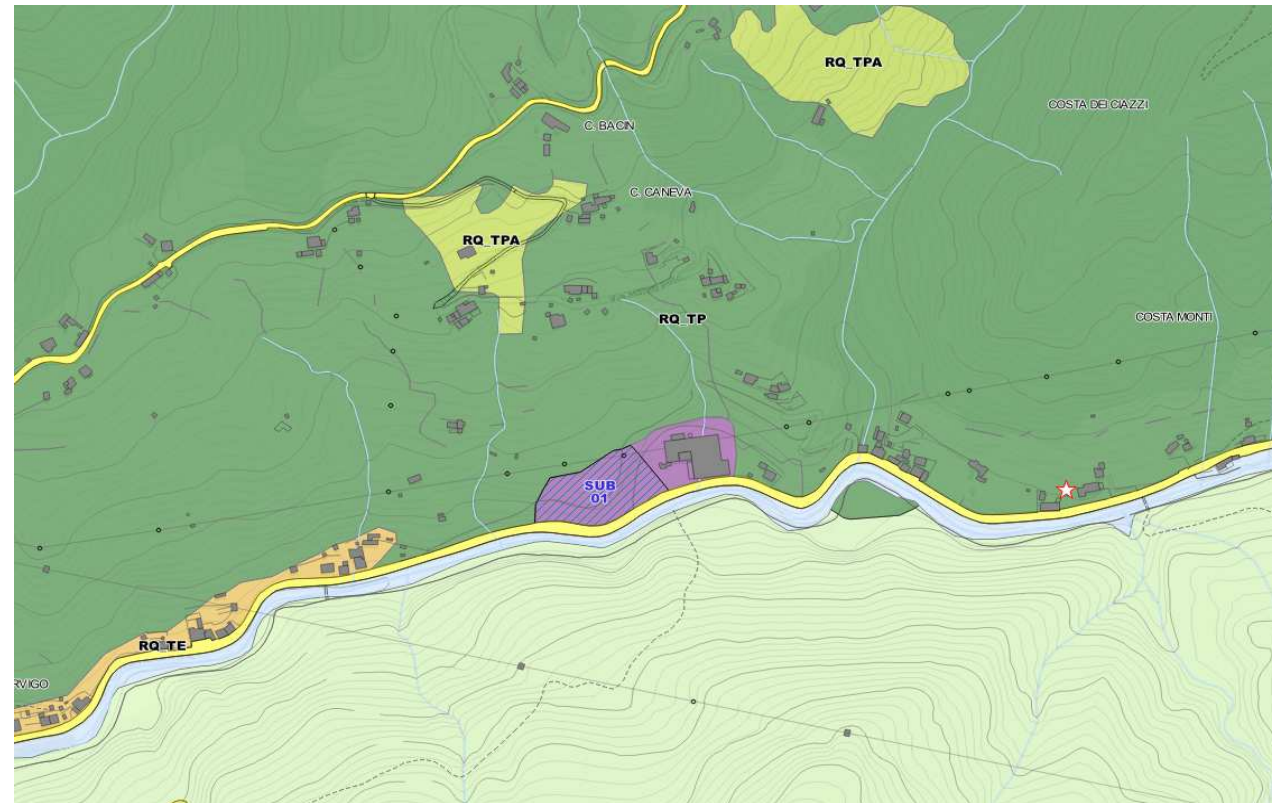 RQ_TPA
COSTA DEI CIAZZI
C. BACIN
C. CANEVA
RQ_TPA
RQ_TP
COSTA MONTI
SUB
01
RQ_TE
RVIGO